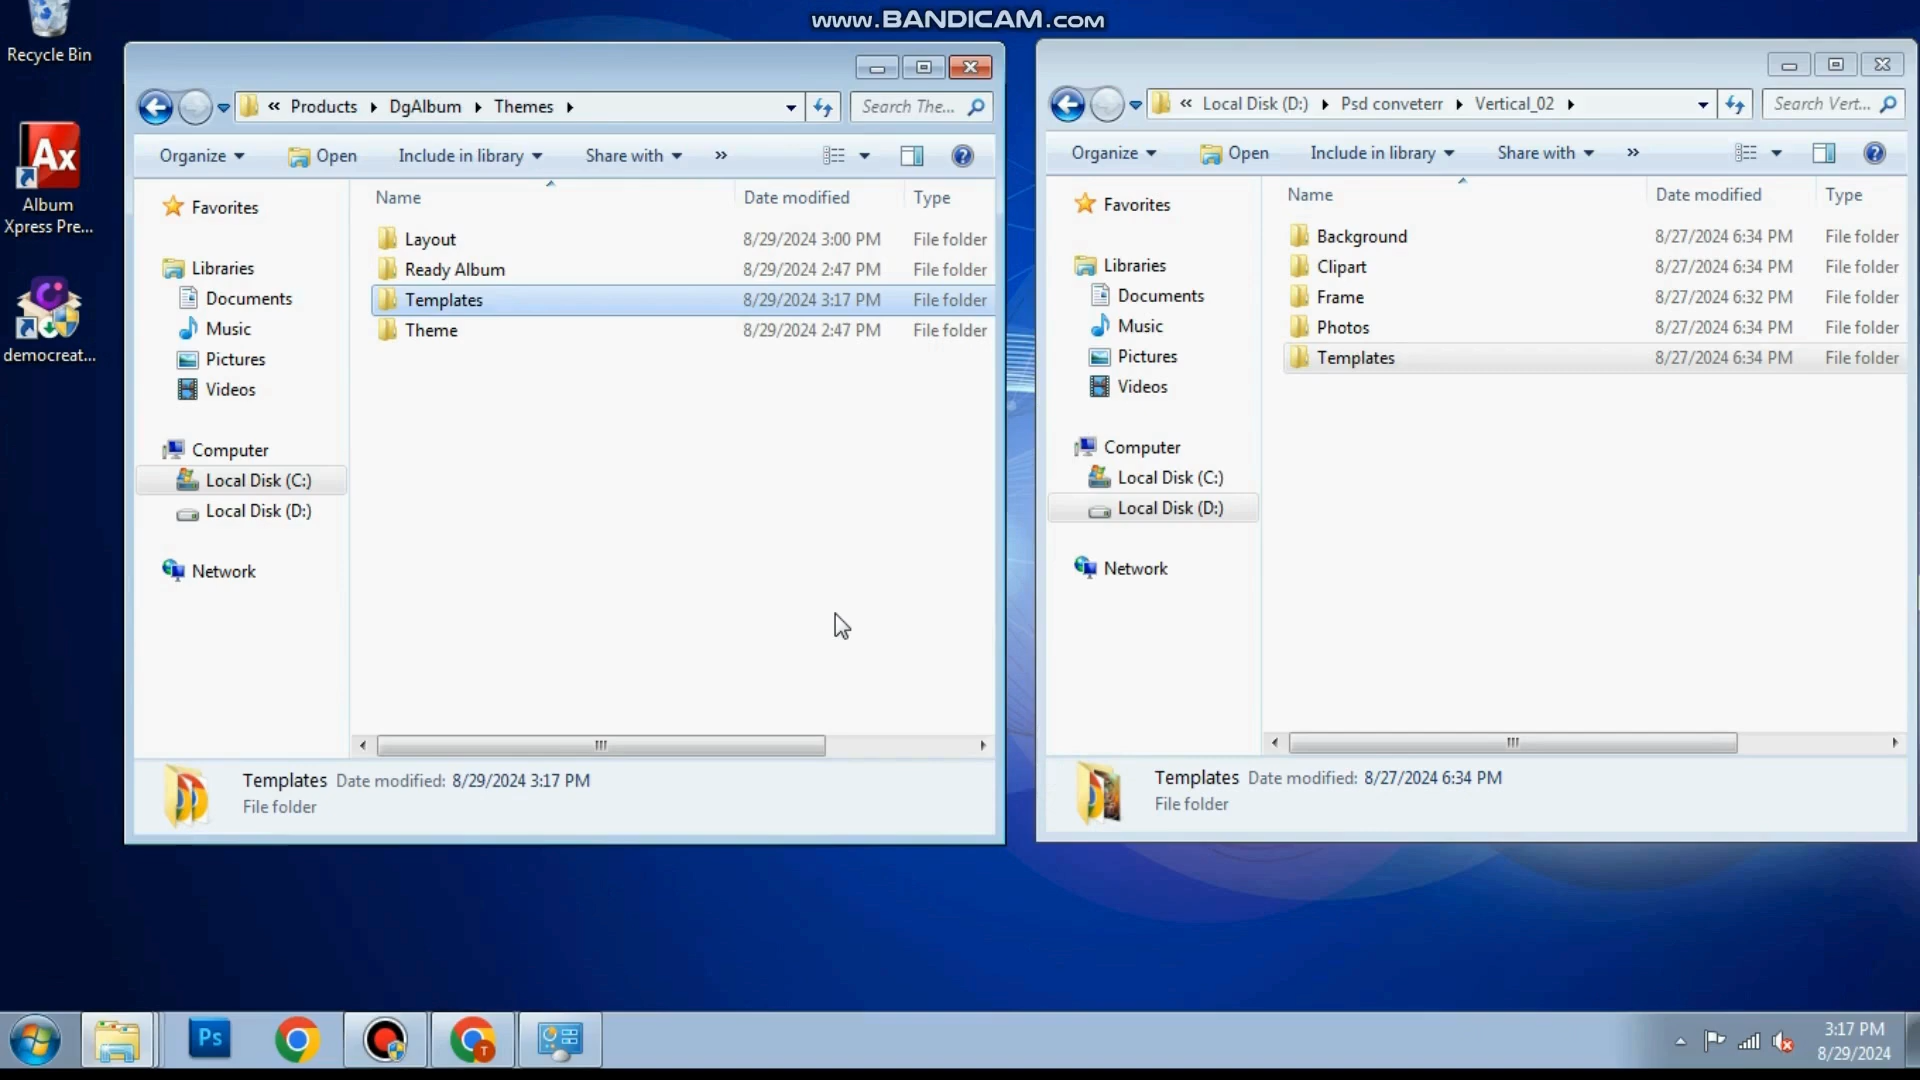 www.BANDICAM.com
Recycle Bin
Album
Xpress Pre...
democreat...
« Products DgAlbum Themes
Search The...
Organize Open Include in library Share with »
Name Date modified Type
Favorites
Libraries
Documents
Music
Pictures
Videos
Computer
Local Disk (C:)
Local Disk (D:)
Network
Layout 8/29/2024 3:00 PM File folder
Ready Album 8/29/2024 2:47 PM File folder
Templates 8/29/2024 3:17 PM File folder
Theme 8/29/2024 2:47 PM File folder
Templates Date modified: 8/29/2024 3:17 PM
File folder
« Local Disk (D:) Psd conveterr Vertical_02
Search Vert...
Organize Open Include in library Share with »
Name Date modified Type
Favorites
Libraries
Documents
Music
Pictures
Videos
Computer
Local Disk (C:)
Local Disk (D:)
Network
Background 8/27/2024 6:34 PM File folder
Clipart 8/27/2024 6:34 PM File folder
Frame 8/27/2024 6:32 PM File folder
Photos 8/27/2024 6:34 PM File folder
Templates 8/27/2024 6:34 PM File folder
Templates Date modified: 8/27/2024 6:34 PM
File folder
Ax
Ps
T
3:17 PM
8/29/2024